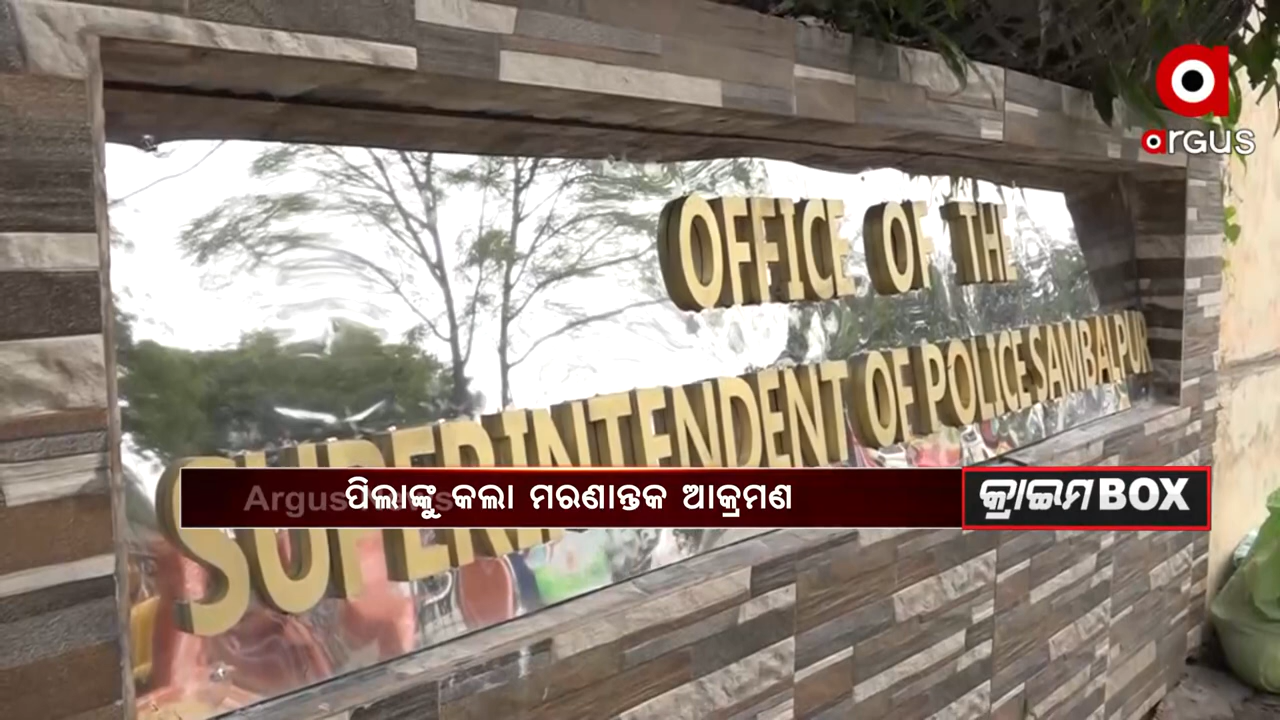 argus
OFFICE OF THE
SUPERINTENDENT OF POLICE SAMBALPUR
ପିଲାଙ୍କୁ କଲା ମରଣାନ୍ତକ ଆକ୍ରମଣ
କ୍ରାଇମ BOX